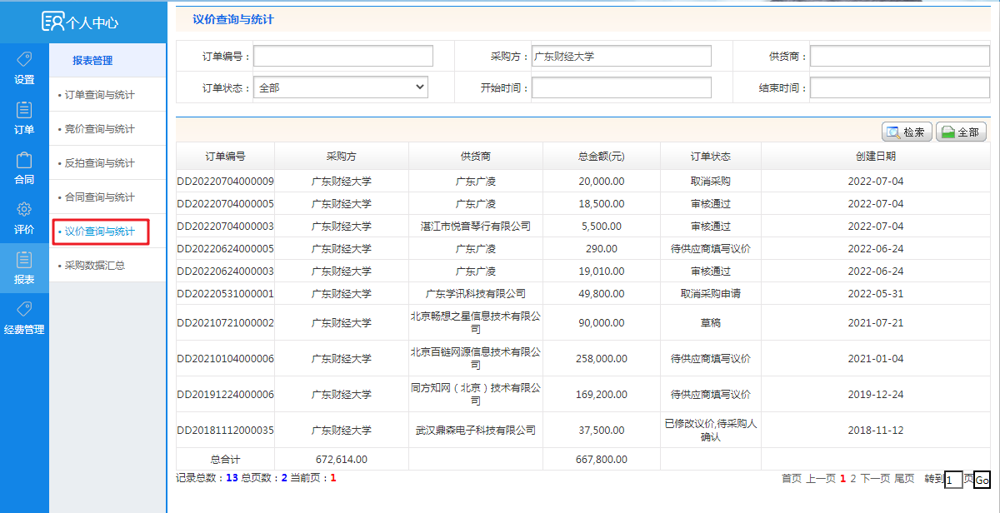 个人中心
设置
订单
合同
评价
报表
经费管理
报表管理
• 订单查询与统计
• 竞价查询与统计
• 反拍查询与统计
• 合同查询与统计
• 议价查询与统计
• 采购数据汇总
议价查询与统计
订单编号： 采购方： 广东财经大学 供货商：
订单状态： 全部 开始时间： 结束时间：
检索 全部
订单编号 采购方 供货商 总金额(元) 订单状态 创建日期
DD20220704000009 广东财经大学 广东广凌 20,000.00 取消采购 2022-07-04
DD20220704000005 广东财经大学 广东广凌 18,500.00 审核通过 2022-07-04
DD20220704000003 广东财经大学 湛江市悦音琴行有限公司 5,500.00 审核通过 2022-07-04
DD20220624000005 广东财经大学 广东广凌 290.00 待供应商填写议价 2022-06-24
DD20220624000003 广东财经大学 广东广凌 19,010.00 审核通过 2022-06-24
DD20220531000001 广东财经大学 广东学讯科技有限公司 49,800.00 取消采购申请 2022-05-31
DD20210721000002 广东财经大学 北京畅想之星信息技术有限公司 90,000.00 草稿 2021-07-21
DD20210104000006 广东财经大学 北京百链网源信息技术有限公司 258,000.00 待供应商填写议价 2021-01-04
DD20191224000006 广东财经大学 同方知网（北京）技术有限公司 169,200.00 待供应商填写议价 2019-12-24
DD20181112000035 广东财经大学 武汉鼎森电子科技有限公司 37,500.00 已修改议价,待采购人确认 2018-11-12
总合计 672,614.00 667,800.00
记录总数：13 总页数：2 当前页：1 首页 上一页 1 2 下一页 尾页 转到 1 页 Go